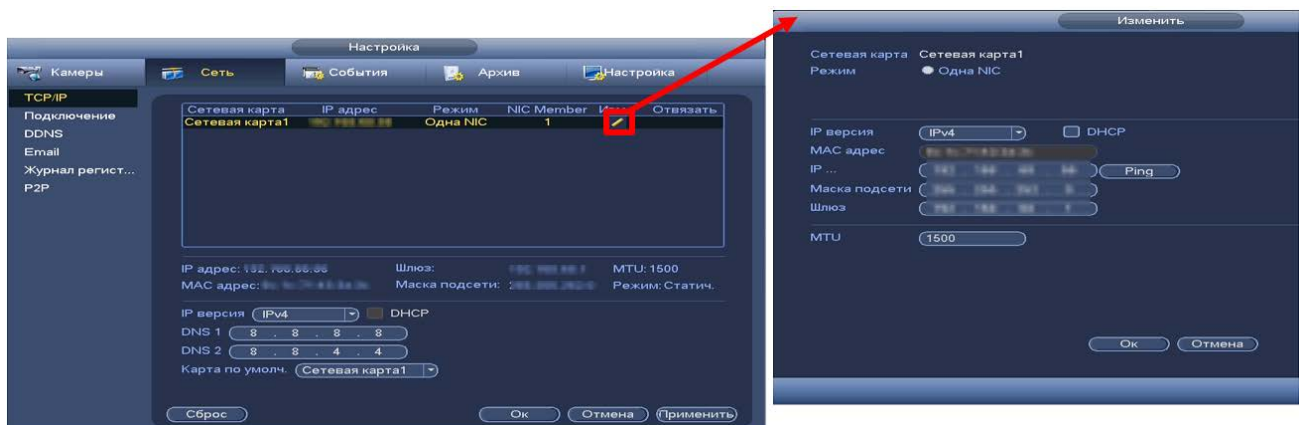 Настройка
Камеры
Сеть
События
Архив
Настройка
TCP/IP
Подключение
DDNS
Email
Журнал регист...
P2P
Сетевая карта IP адрес Режим NIC Member Отвязать
Сетевая карта1 Одна NIC 1
IP адрес: Шлюз: MTU: 1500
MAC адрес: Маска подсети: Режим: Статич.
IP версия IPv4 DHCP
DNS 1 8 . 8 . 8 . 8
DNS 2 8 . 8 . 4 . 4
Карта по умолч. Сетевая карта1
Сброс Ок Отмена Применить
Изменить
Сетевая карта Сетевая карта1
Режим Одна NIC
IP версия IPv4 DHCP
MAC адрес
IP ... Ping
Маска подсети
Шлюз
MTU 1500
Ок Отмена